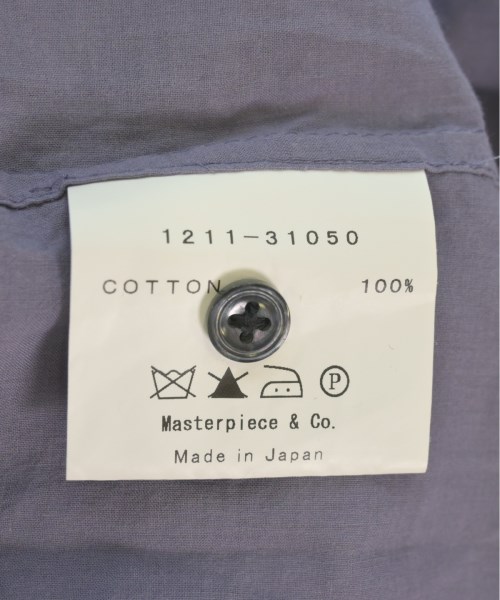 1211-31050
COTTON 100%
P
Masterpiece & Co.
Made in Japan